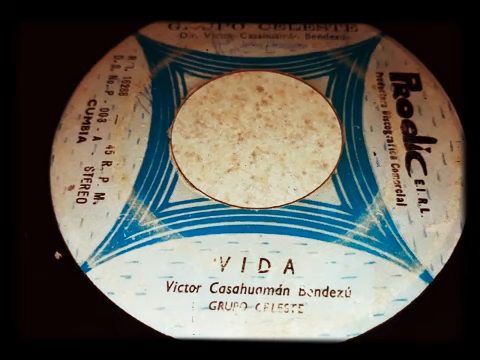 GRUPO CELESTE
Dir. Victor Casahuamán Bendezú
Prodic E.I.R.L.
Productora Discográfica Comercial
45 R. P. M.
CUMBIA STEREO
VIDA
Victor Casahuamán Bendezú
GRUPO CELESTE